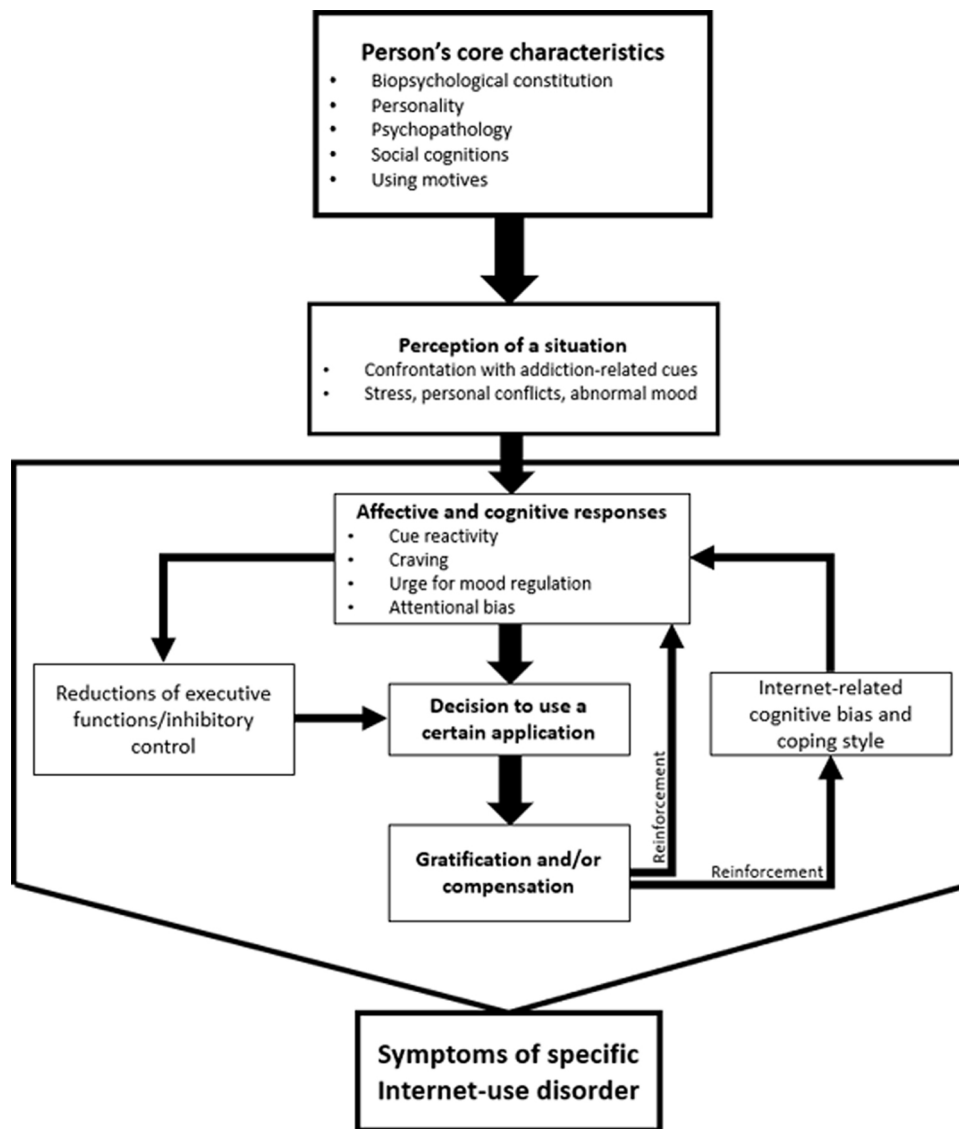 Person's core characteristics
• Biopsychological constitution
• Personality
• Psychopathology
• Social cognitions
• Using motives
Perception of a situation
• Confrontation with addiction-related cues
• Stress, personal conflicts, abnormal mood
Affective and cognitive responses
• Cue reactivity
• Craving
• Urge for mood regulation
• Attentional bias
Reductions of executive
functions/inhibitory
control
Decision to use a
certain application
Internet-related
cognitive bias and
coping style
Gratification and/or
compensation
Reinforcement
Reinforcement
Symptoms of specific
Internet-use disorder